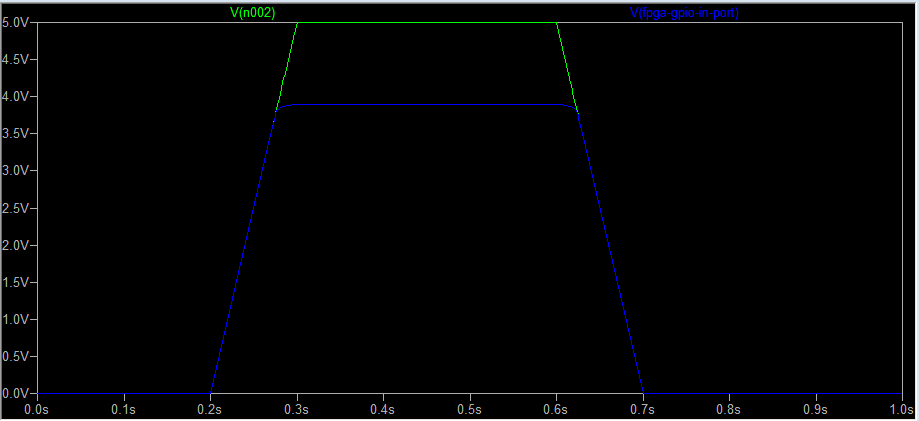 V(n002) V(fpga-gpio-in-port)
5.0V
4.5V
4.0V
3.5V
3.0V
2.5V
2.0V
1.5V
1.0V
0.5V
0.0V
0.0s 0.1s 0.2s 0.3s 0.4s 0.5s 0.6s 0.7s 0.8s 0.9s 1.0s